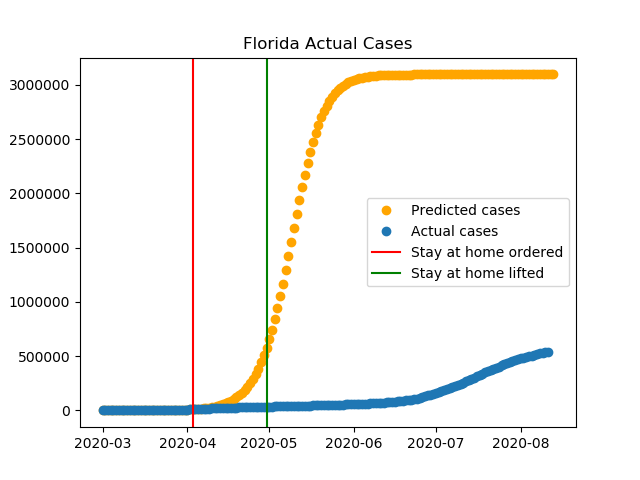 Florida Actual Cases
3000000
2500000
2000000
1500000
1000000
500000
0
Predicted cases
Actual cases
Stay at home ordered
Stay at home lifted
2020-03 2020-04 2020-05 2020-06 2020-07 2020-08